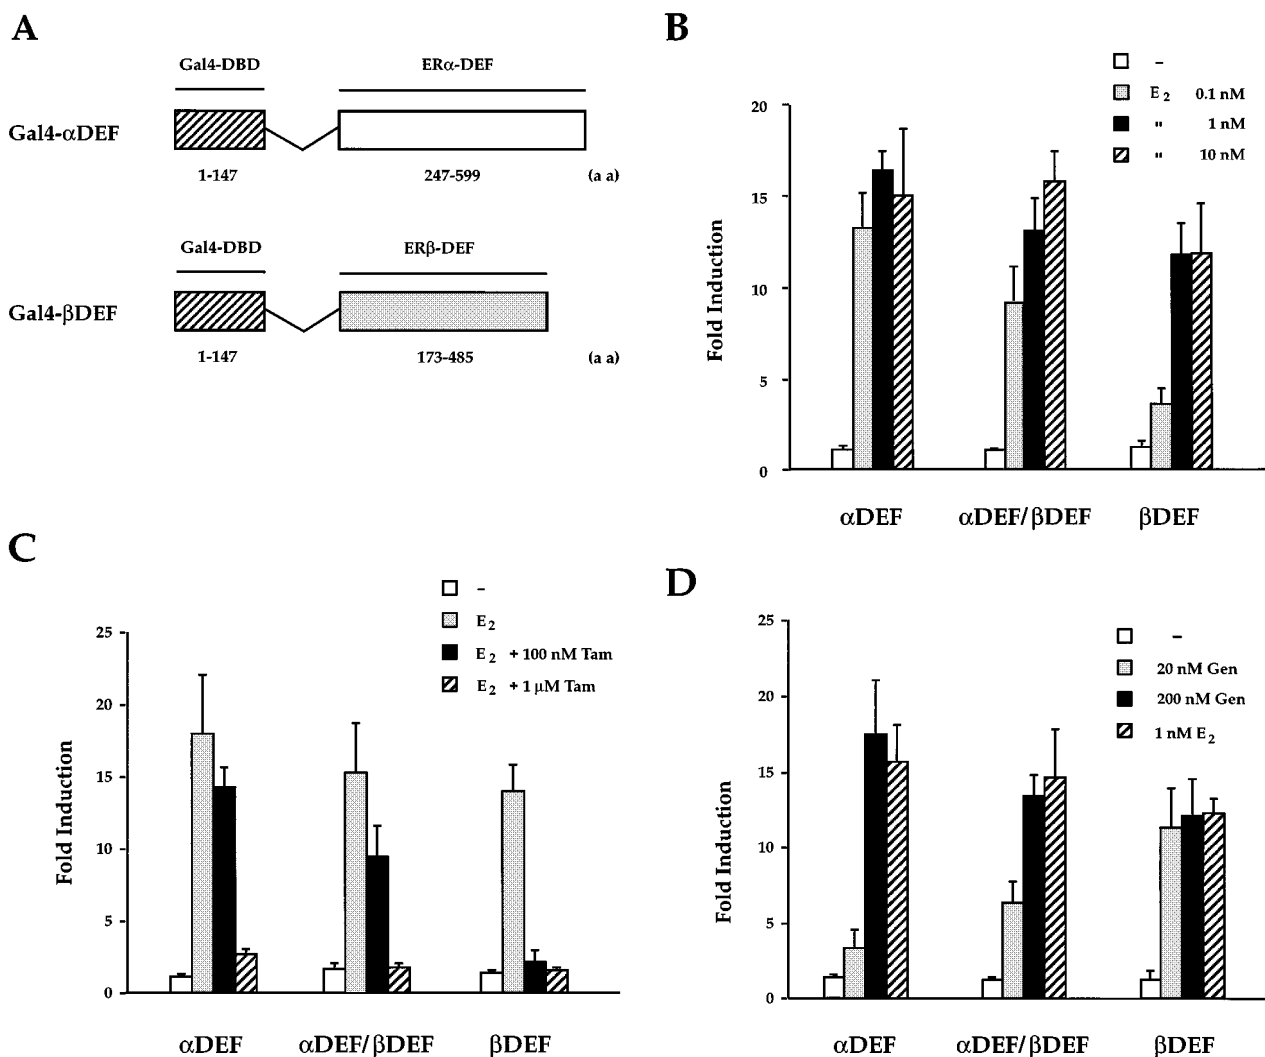 A
Gal4-DBD ERα-DEF
Gal4-αDEF
1-147 247-599 (a a)
Gal4-DBD ERβ-DEF
Gal4-βDEF
1-147 173-485 (a a)
B
–
E2 0.1 nM
" 1 nM
" 10 nM
Fold Induction
20
15
10
5
0
αDEF αDEF/βDEF βDEF
C
–
E2
E2 + 100 nM Tam
E2 + 1 μM Tam
Fold Induction
25
20
15
10
5
0
αDEF αDEF/βDEF βDEF
D
–
20 nM Gen
200 nM Gen
1 nM E2
Fold Induction
25
20
15
10
5
0
αDEF αDEF/βDEF βDEF